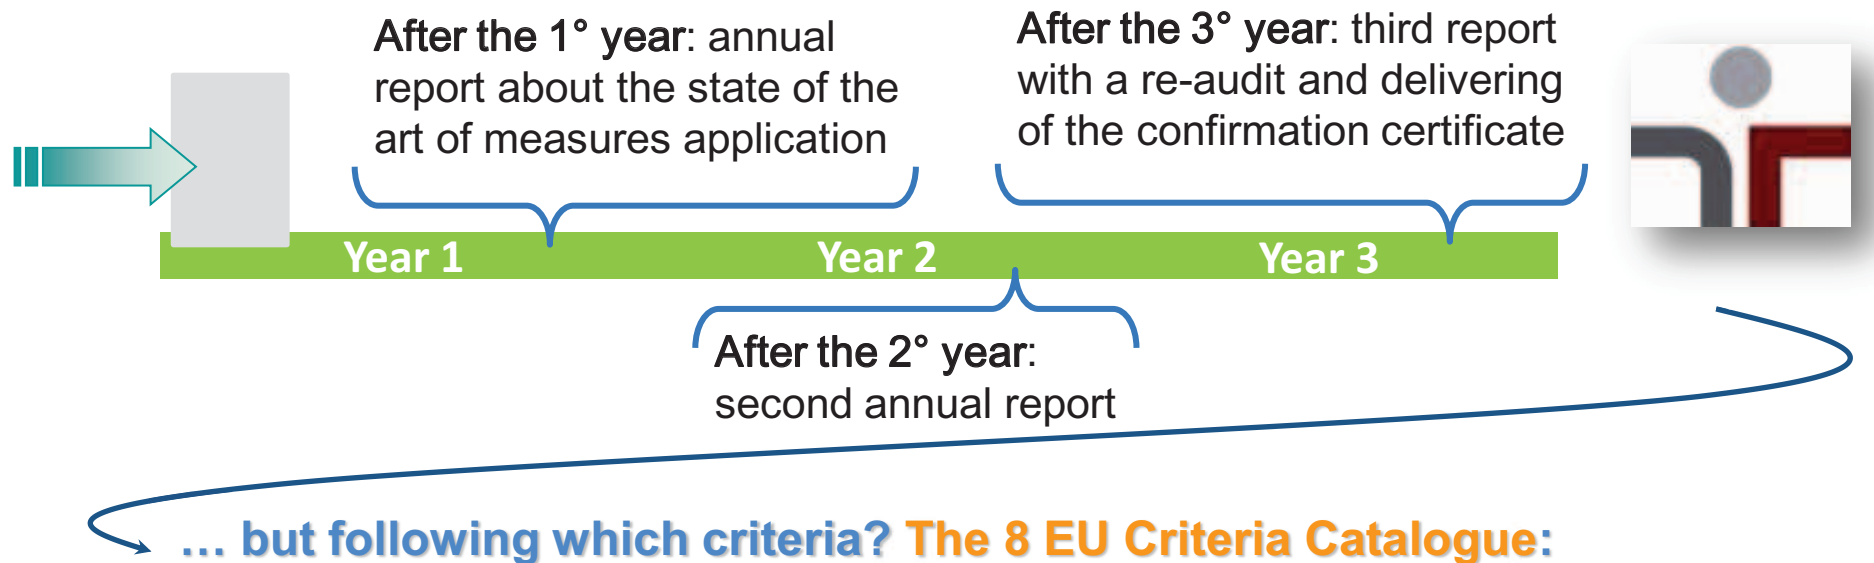 After the 1° year: annual
report about the state of the
art of measures application
After the 3° year: third report
with a re-audit and delivering
of the confirmation certificate
Year 1
Year 2
Year 3
After the 2° year:
second annual report
... but following which criteria? The 8 EU Criteria Catalogue: